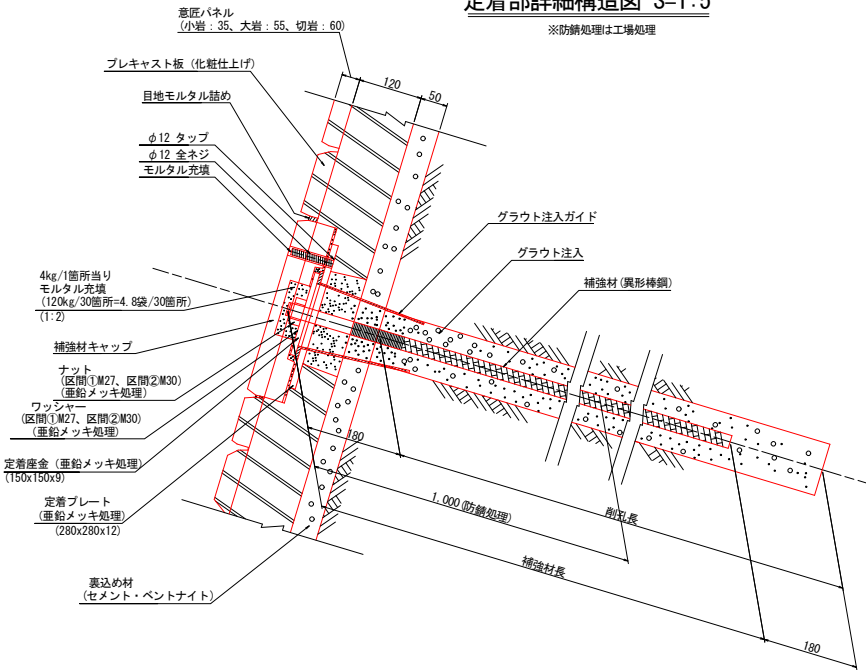 定着部詳細構造図 S=1:5
※防錆処理は工場処理
意匠パネル
(小岩：35、大岩：55、切岩：60)
プレキャスト板（化粧仕上げ）
目地モルタル詰め
φ12 タップ
φ12 全ネジ
モルタル充填
120
50
グラウト注入ガイド
グラウト注入
補強材(異形棒鋼)
4kg/1箇所当り
モルタル充填
(120kg/30箇所=4.8袋/30箇所)
(1:2)
補強材キャップ
ナット
(区間①M27、区間②M30)
(亜鉛メッキ処理)
ワッシャー
(区間①M27、区間②M30)
(亜鉛メッキ処理)
定着座金（亜鉛メッキ処理)
(150x150x9)
定着プレート
(亜鉛メッキ処理)
(280x280x12)
裏込め材
(セメント・ベントナイト)
180
1,000(防錆処理)
削孔長
補強材長
180